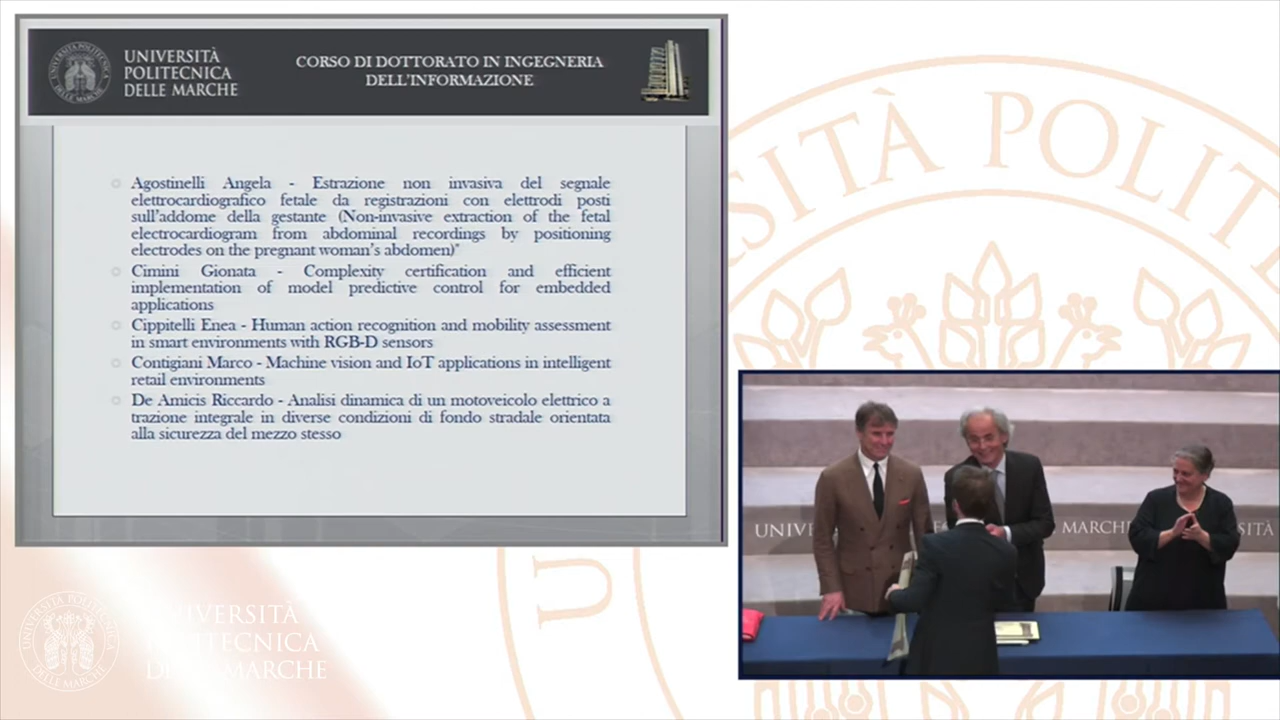 UNIVERSITÀ
POLITECNICA
DELLE MARCHE
CORSO DI DOTTORATO IN INGEGNERIA
DELL'INFORMAZIONE
Agostinelli Angela - Estrazione non invasiva del segnale
elettrocardiografico fetale da registrazioni con elettrodi posti
sull'addome della gestante (Non-invasive extraction of the fetal
electrocardiogram from abdominal recordings by positioning
electrodes on the pregnant woman's abdomen)"
Cimini Gionata - Complexity certification and efficient
implementation of model predictive control for embedded
applications
Cippitelli Enea - Human action recognition and mobility assessment
in smart environments with RGB-D sensors
Contigiani Marco - Machine vision and IoT applications in intelligent
retail environments
De Amicis Riccardo - Analisi dinamica di un motoveicolo elettrico a
trazione integrale in diverse condizioni di fondo stradale orientata
alla sicurezza del mezzo stesso
SITÀ POLITE
UNIV
MARCHE
SITÀ
UNIVERSITÀ
POLITECNICA
DELLE MARCHE